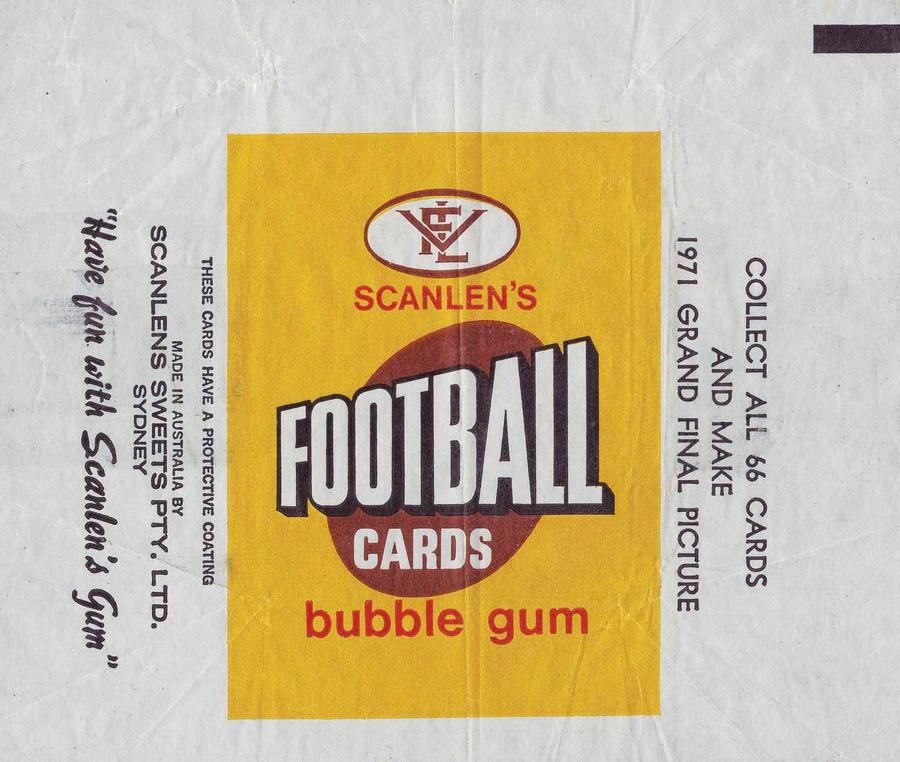 VFL
SCANLEN'S
FOOTBALL
CARDS
bubble gum
COLLECT ALL 66 CARDS
AND MAKE
1971 GRAND FINAL PICTURE
THESE CARDS HAVE A PROTECTIVE COATING
MADE IN AUSTRALIA BY
SCANLENS SWEETS PTY. LTD.
SYDNEY
"Have fun with Scanlen's Gum"